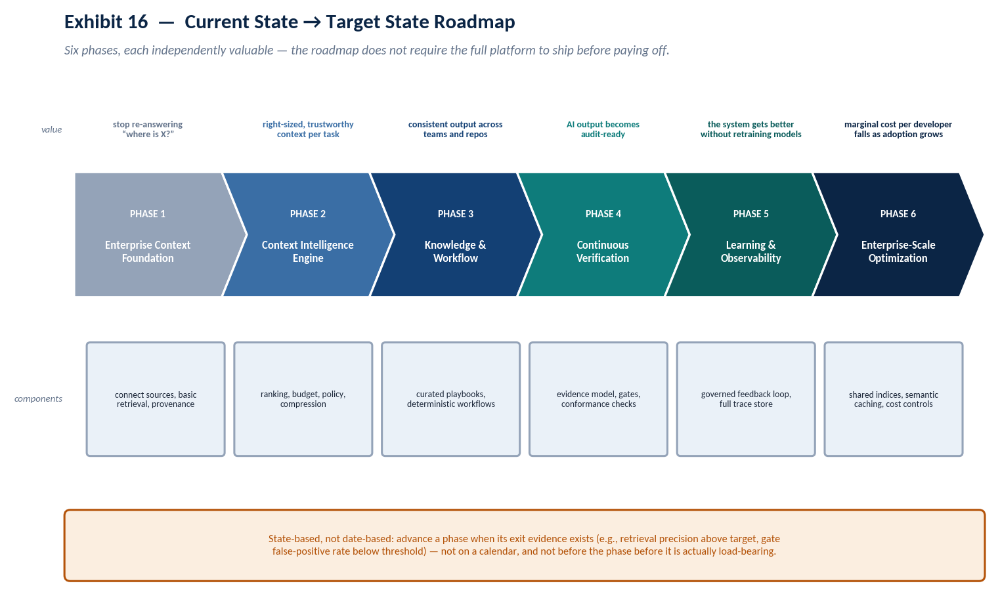 Exhibit 16 — Current State → Target State Roadmap
Six phases, each independently valuable — the roadmap does not require the full platform to ship before paying off.
value
stop re-answering
“where is X?”
right-sized, trustworthy
context per task
consistent output across
teams and repos
AI output becomes
audit-ready
the system gets better
without retraining models
marginal cost per developer
falls as adoption grows
PHASE 1
Enterprise Context
Foundation
PHASE 2
Context Intelligence
Engine
PHASE 3
Knowledge &
Workflow
PHASE 4
Continuous
Verification
PHASE 5
Learning &
Observability
PHASE 6
Enterprise-Scale
Optimization
components
connect sources, basic
retrieval, provenance
ranking, budget, policy,
compression
curated playbooks,
deterministic workflows
evidence model, gates,
conformance checks
governed feedback loop,
full trace store
shared indices, semantic
caching, cost controls
State-based, not date-based: advance a phase when its exit evidence exists (e.g., retrieval precision above target, gate
false-positive rate below threshold) — not on a calendar, and not before the phase before it is actually load-bearing.